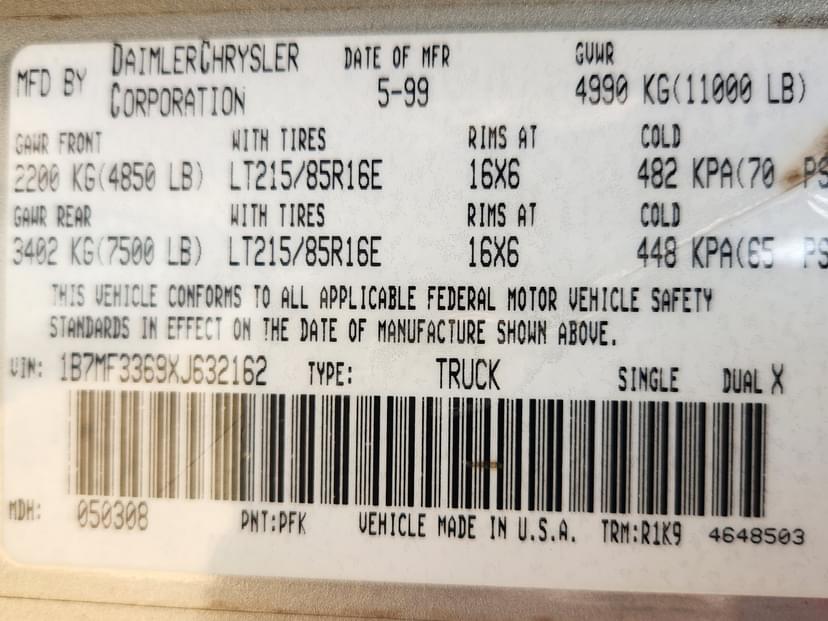 MFD BY DAIMLERCHRYSLER CORPORATION DATE OF MFR 5-99 GVWR 4990 KG(11000 LB)
GAWR FRONT WITH TIRES RIMS AT COLD
2200 KG(4850 LB) LT215/85R16E 16X6 482 KPA(70 PS
GAWR REAR WITH TIRES RIMS AT COLD
3402 KG(7500 LB) LT215/85R16E 16X6 448 KPA(65 PS
THIS VEHICLE CONFORMS TO ALL APPLICABLE FEDERAL MOTOR VEHICLE SAFETY
STANDARDS IN EFFECT ON THE DATE OF MANUFACTURE SHOWN ABOVE.
VIN: 1B7MF3369XJ632162 TYPE: TRUCK SINGLE DUAL X
MDH: 050308 PNT:PFK VEHICLE MADE IN U.S.A. TRM:R1K9 4648503